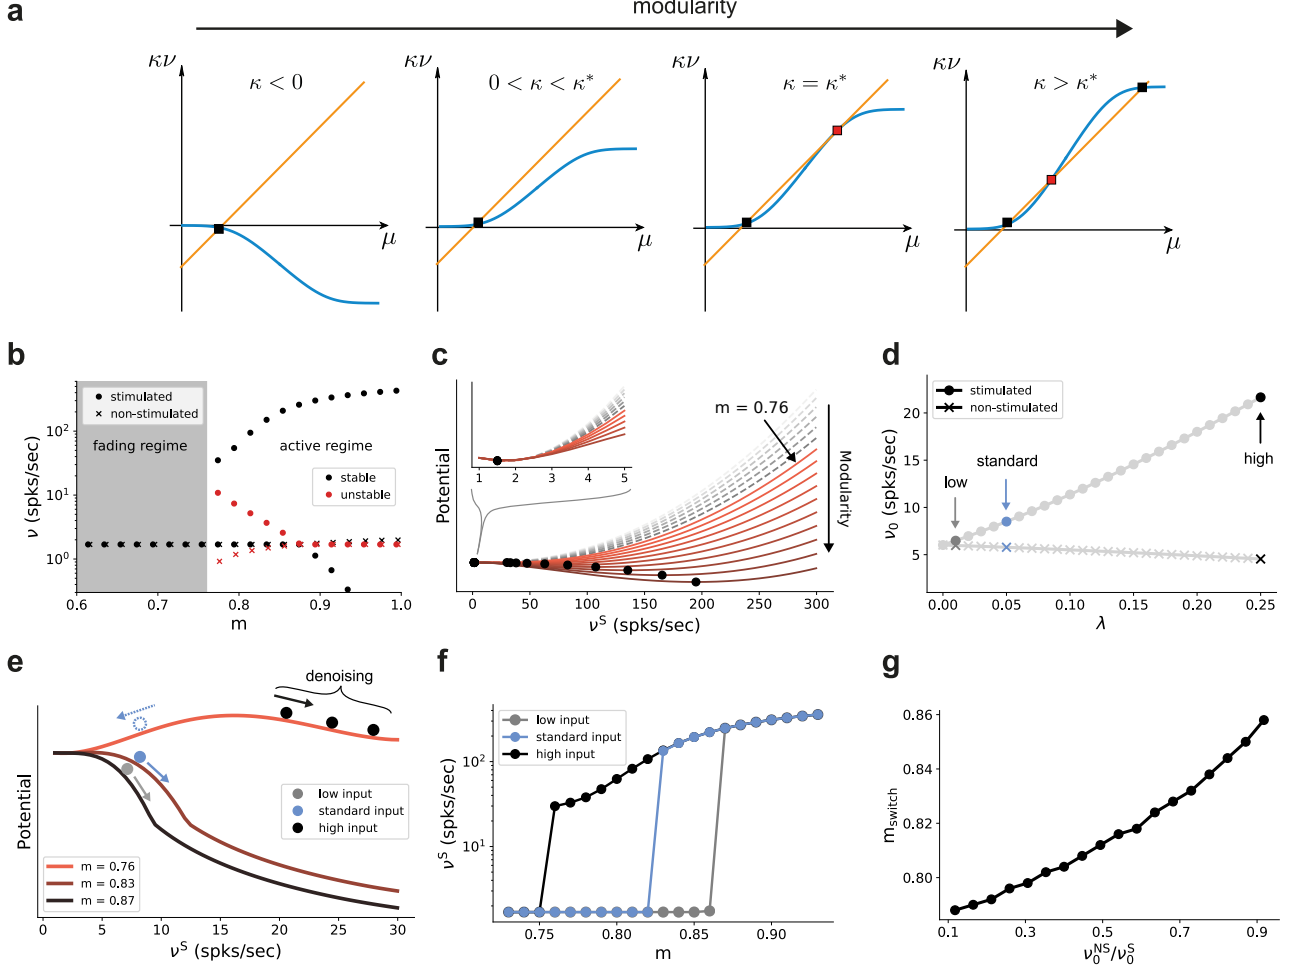 a
modularity
κν
κ < 0
μ
κν
0 < κ < κ*
μ
κν
κ = κ*
μ
κν
κ > κ*
μ
b
ν (spks/sec)
10²
10¹
10⁰
stimulated
non-stimulated
fading regime
active regime
stable
unstable
0.6 0.7 0.8 0.9 1.0
m
c
Potential
1 2 3 4 5
m = 0.76
Modularity
0 50 100 150 200 250 300
νˢ (spks/sec)
d
ν₀ (spks/sec)
20
15
10
5
stimulated
non-stimulated
low
standard
high
0.00 0.05 0.10 0.15 0.20 0.25
λ
e
Potential
denoising
low input
standard input
high input
m = 0.76
m = 0.83
m = 0.87
0 5 10 15 20 25 30
νˢ (spks/sec)
f
νˢ (spks/sec)
10²
10¹
low input
standard input
high input
0.75 0.80 0.85 0.90
m
g
m_switch
0.86
0.84
0.82
0.80
0.1 0.3 0.5 0.7 0.9
ν₀ᴺˢ/ν₀ˢ